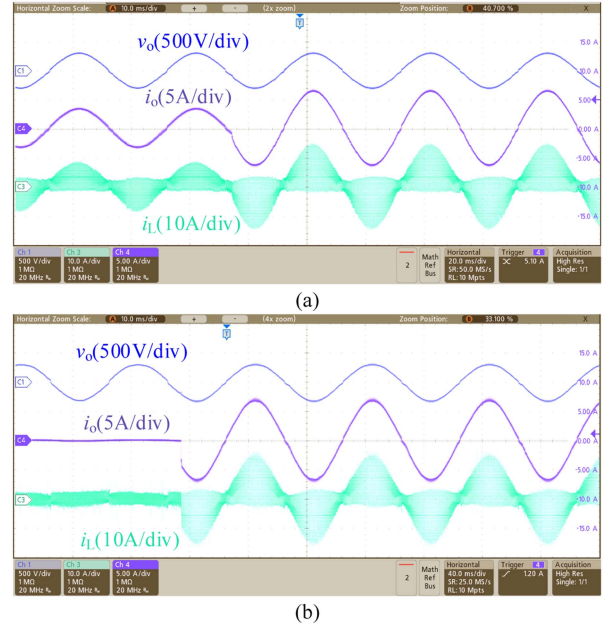 Horizontal Zoom Scale: A 10.0 ms/div + - (2x zoom) Zoom Position: B 40.700 % X
T
vo(500V/div)
15.0 A
10.0 A
C1
io(5A/div)
5.00 A
C4
0.00 A
-5.00 A
C3
-10.0 A
iL(10A/div)
-15.0 A
Ch 1 Ch 3 Ch 4 Math Horizontal Trigger 4 Acquisition
500 V/div 10.0 A/div 5.00 A/div 2 Ref 20.0 ms/div 5.10 A High Res
1 MΩ 1 MΩ 1 MΩ Bus SR:50.0 MS/s Single: 1/1
20 MHz 20 MHz 20 MHz RL:10 Mpts
(a)
Horizontal Zoom Scale: A 10.0 ms/div + - (4x zoom) Zoom Position: B 33.100 % X
T
vo(500V/div)
15.0 A
10.0 A
C1
io(5A/div)
5.00 A
C4
0.00 A
-5.00 A
C3
-10.0 A
iL(10A/div)
-15.0 A
Ch 1 Ch 3 Ch 4 Math Horizontal Trigger 4 Acquisition
500 V/div 10.0 A/div 5.00 A/div 2 Ref 40.0 ms/div High Res
1 MΩ 1 MΩ 1 MΩ Bus SR:25.0 MS/s Single: 1/1
20 MHz 20 MHz 20 MHz RL:10 Mpts
(b)